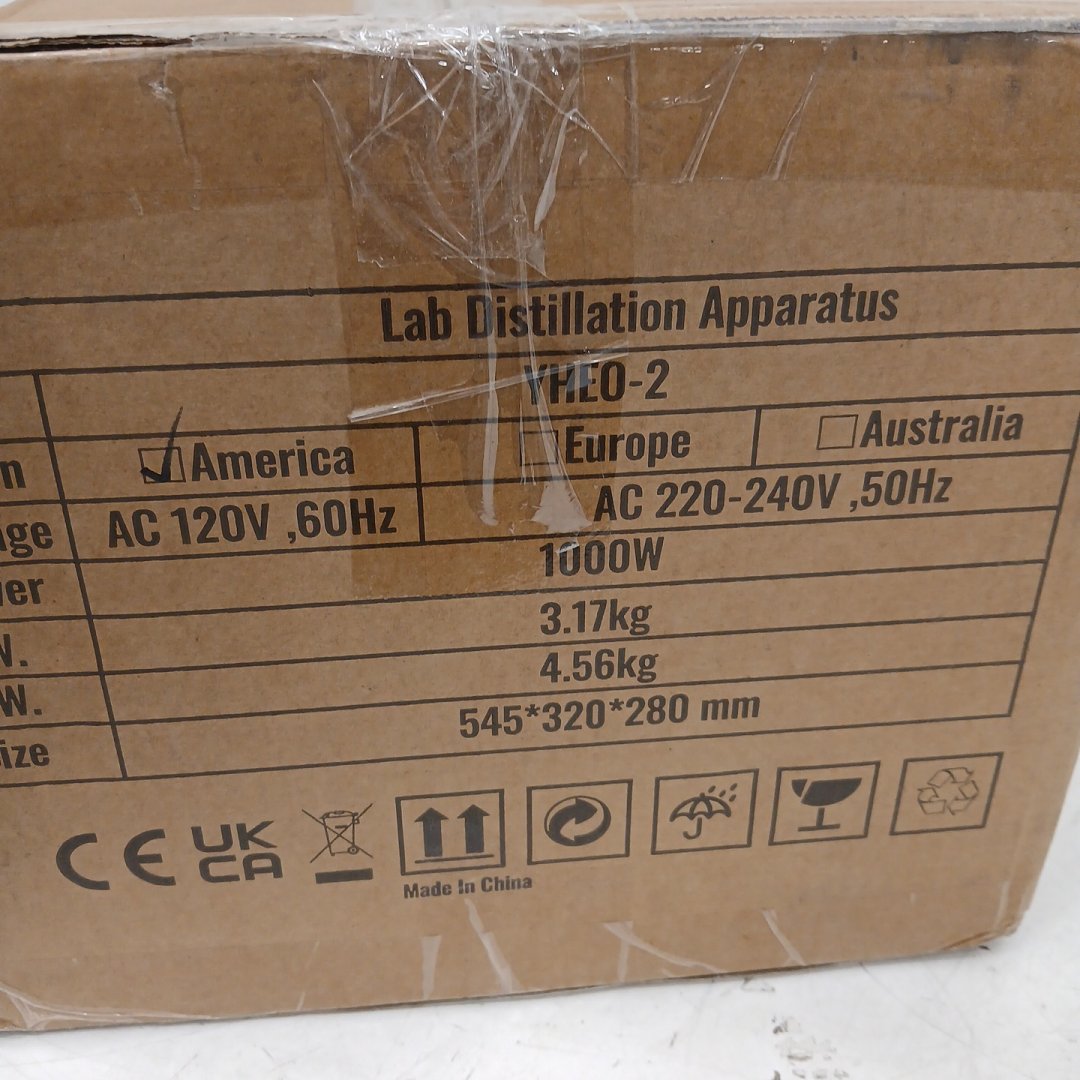 Lab Distillation Apparatus
YHEO-2
n America Europe Australia
age AC 120V ,60Hz AC 220-240V ,50Hz
er 1000W
W. 3.17kg
W. 4.56kg
ize 545*320*280 mm
CE UK
CA
Made In China